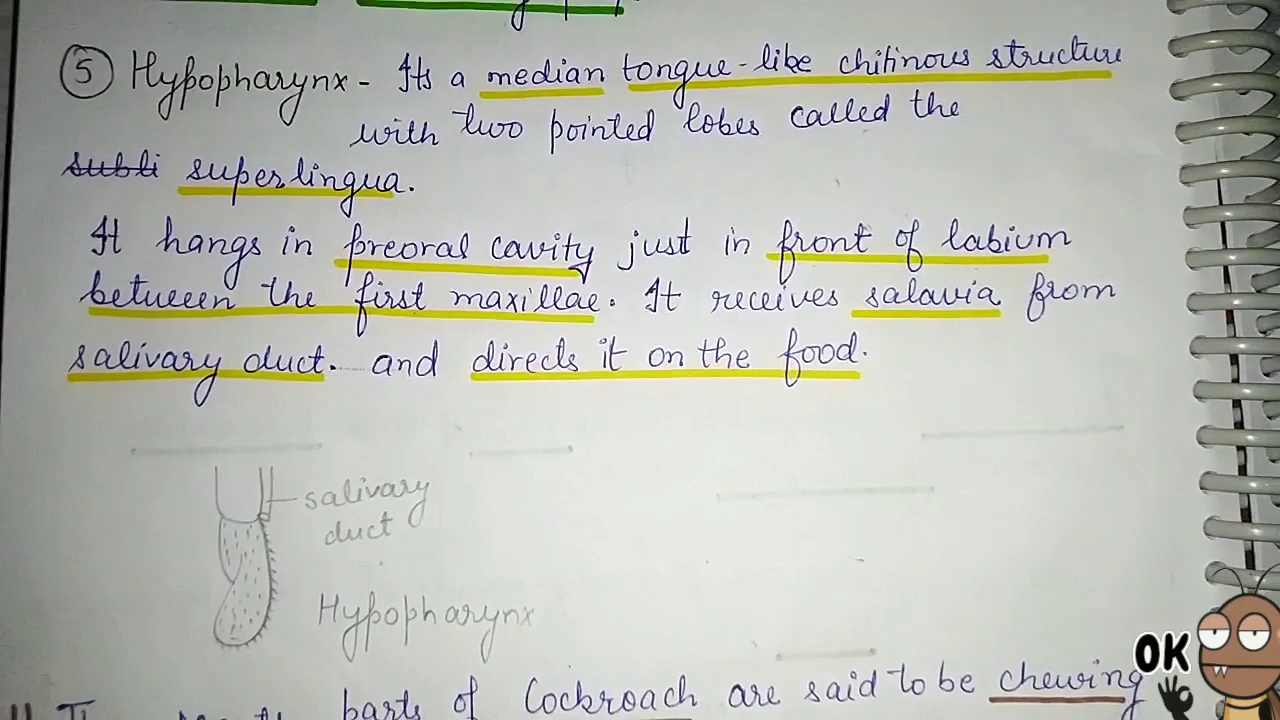 ⑤ Hypopharynx - Its a median tongue-like chitinous structure
with two pointed lobes called the
subli superlingua.
It hangs in preoral cavity just in front of labium
between the first maxillae. It receives salavia from
salivary duct. and directs it on the food.
salivary
duct
Hypopharynx
OK
parts of Cockroach are said to be chewing